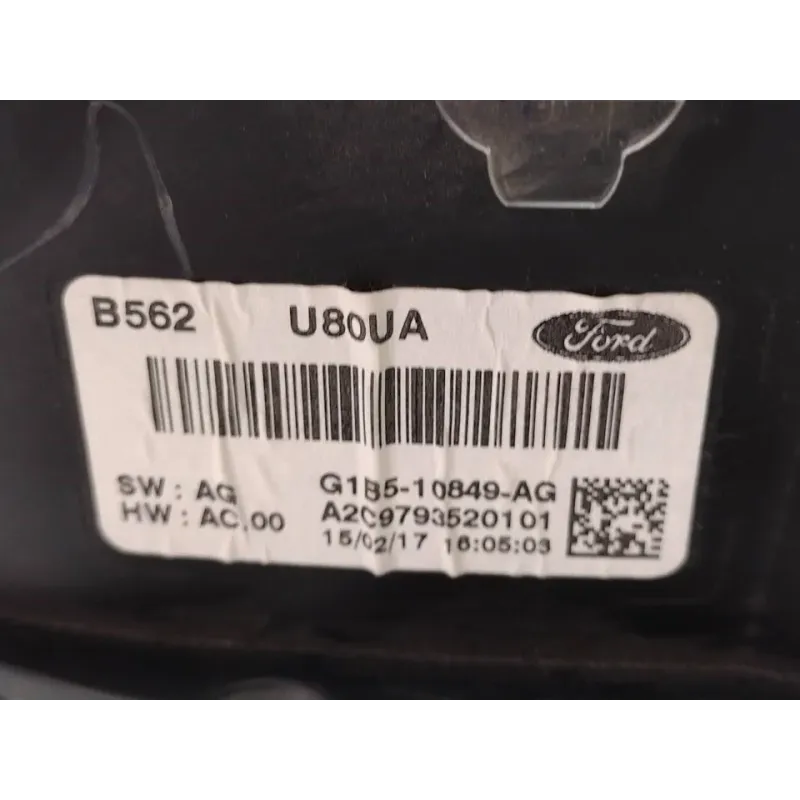 B562 U80UA Ford
SW : AG G1B5-10849-AG
HW : AC.00 A2C9793520101
15/02/17 16:05:03